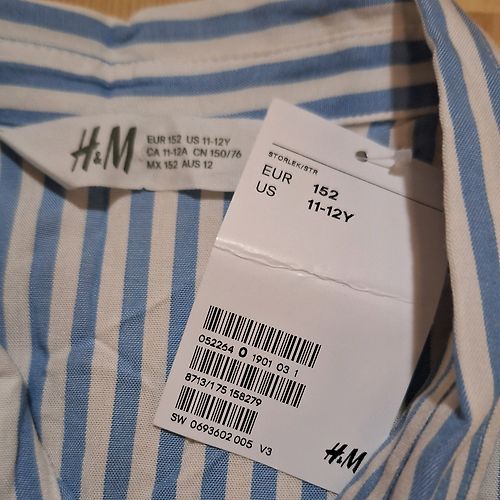 H&M
EUR 152 US 11-12Y
CA 11-12A CN 150/76
MX 152 AUS 12
STORLEK/STR
EUR 152
US 11-12Y
052264 0 1901 03 1
8713/175 158279
SW 0693602 005 V3
H&M